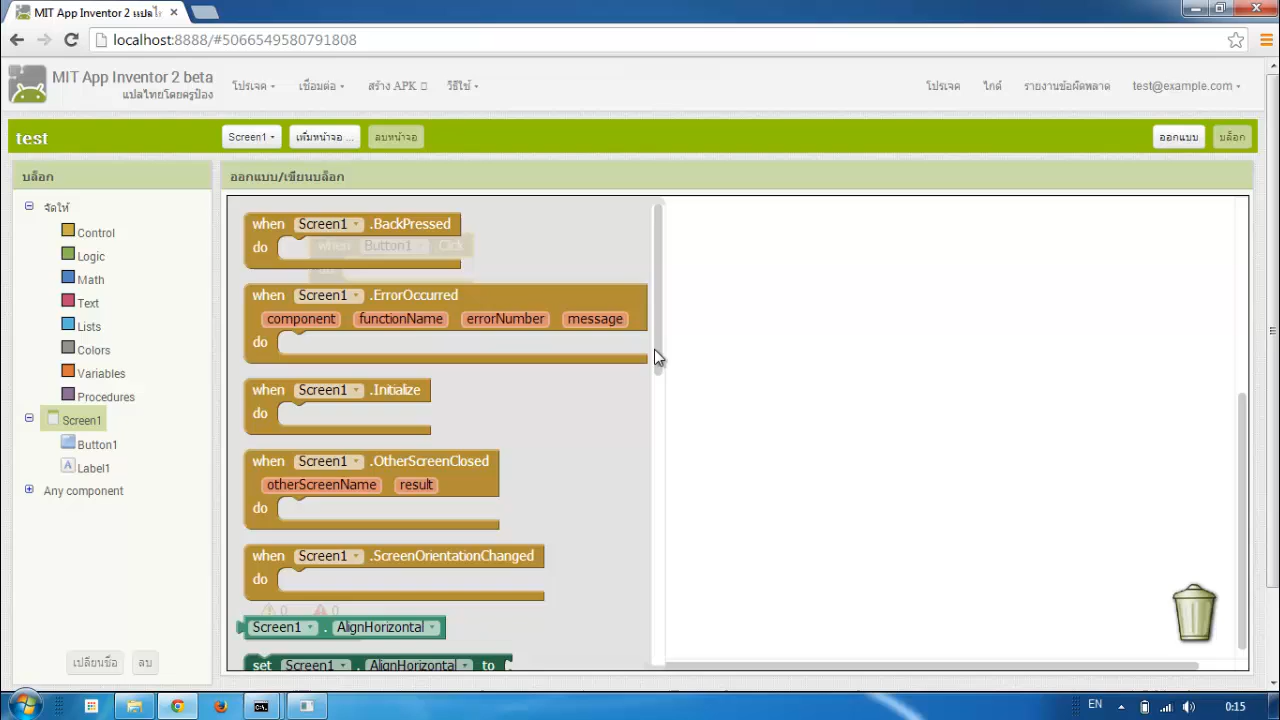 MIT App Inventor 2 แปลไ
localhost:8888/#5066549580791808
MIT App Inventor 2 beta
แปลไทยโดยครูป้อง
โปรเจค
เชื่อมต่อ
สร้าง APK
วิธีใช้
โปรเจค
ไกด์
รายงานข้อผิดพลาด
test@example.com
test
Screen1
เพิ่มหน้าจอ ...
ลบหน้าจอ
ออกแบบ
บล็อก
บล็อก
จัดให้
Control
Logic
Math
Text
Lists
Colors
Variables
Procedures
Screen1
Button1
Label1
Any component
เปลี่ยนชื่อ
ลบ
ออกแบบ/เขียนบล็อก
when Screen1 .BackPressed
do
when Button1 .Click
do
when Screen1 .ErrorOccurred
component functionName errorNumber message
do
when Screen1 .Initialize
do
when Screen1 .OtherScreenClosed
otherScreenName result
do
when Screen1 .ScreenOrientationChanged
do
0 0
Screen1 . AlignHorizontal
set Screen1 . AlignHorizontal to
EN
0:15